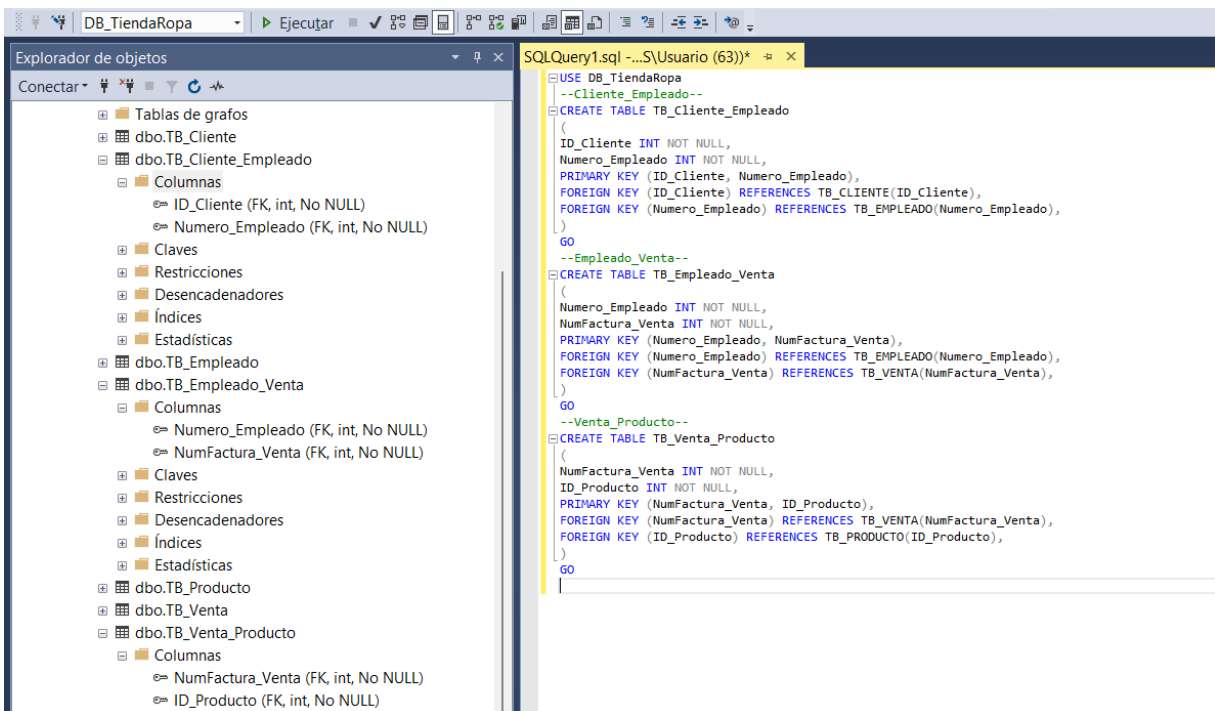 DB_TiendaRopa
Ejecutar
Explorador de objetos
Conectar
Tablas de grafos
dbo.TB_Cliente
dbo.TB_Cliente_Empleado
Columnas
ID_Cliente (FK, int, No NULL)
Numero_Empleado (FK, int, No NULL)
Claves
Restricciones
Desencadenadores
Índices
Estadísticas
dbo.TB_Empleado
dbo.TB_Empleado_Venta
Columnas
Numero_Empleado (FK, int, No NULL)
NumFactura_Venta (FK, int, No NULL)
Claves
Restricciones
Desencadenadores
Índices
Estadísticas
dbo.TB_Producto
dbo.TB_Venta
dbo.TB_Venta_Producto
Columnas
NumFactura_Venta (FK, int, No NULL)
ID_Producto (FK, int, No NULL)
SQLQuery1.sql -...S\Usuario (63))*
USE DB_TiendaRopa
--Cliente_Empleado--
CREATE TABLE TB_Cliente_Empleado
(
ID_Cliente INT NOT NULL,
Numero_Empleado INT NOT NULL,
PRIMARY KEY (ID_Cliente, Numero_Empleado),
FOREIGN KEY (ID_Cliente) REFERENCES TB_CLIENTE(ID_Cliente),
FOREIGN KEY (Numero_Empleado) REFERENCES TB_EMPLEADO(Numero_Empleado),
)
GO
--Empleado_Venta--
CREATE TABLE TB_Empleado_Venta
(
Numero_Empleado INT NOT NULL,
NumFactura_Venta INT NOT NULL,
PRIMARY KEY (Numero_Empleado, NumFactura_Venta),
FOREIGN KEY (Numero_Empleado) REFERENCES TB_EMPLEADO(Numero_Empleado),
FOREIGN KEY (NumFactura_Venta) REFERENCES TB_VENTA(NumFactura_Venta),
)
GO
--Venta_Producto--
CREATE TABLE TB_Venta_Producto
(
NumFactura_Venta INT NOT NULL,
ID_Producto INT NOT NULL,
PRIMARY KEY (NumFactura_Venta, ID_Producto),
FOREIGN KEY (NumFactura_Venta) REFERENCES TB_VENTA(NumFactura_Venta),
FOREIGN KEY (ID_Producto) REFERENCES TB_PRODUCTO(ID_Producto),
)
GO